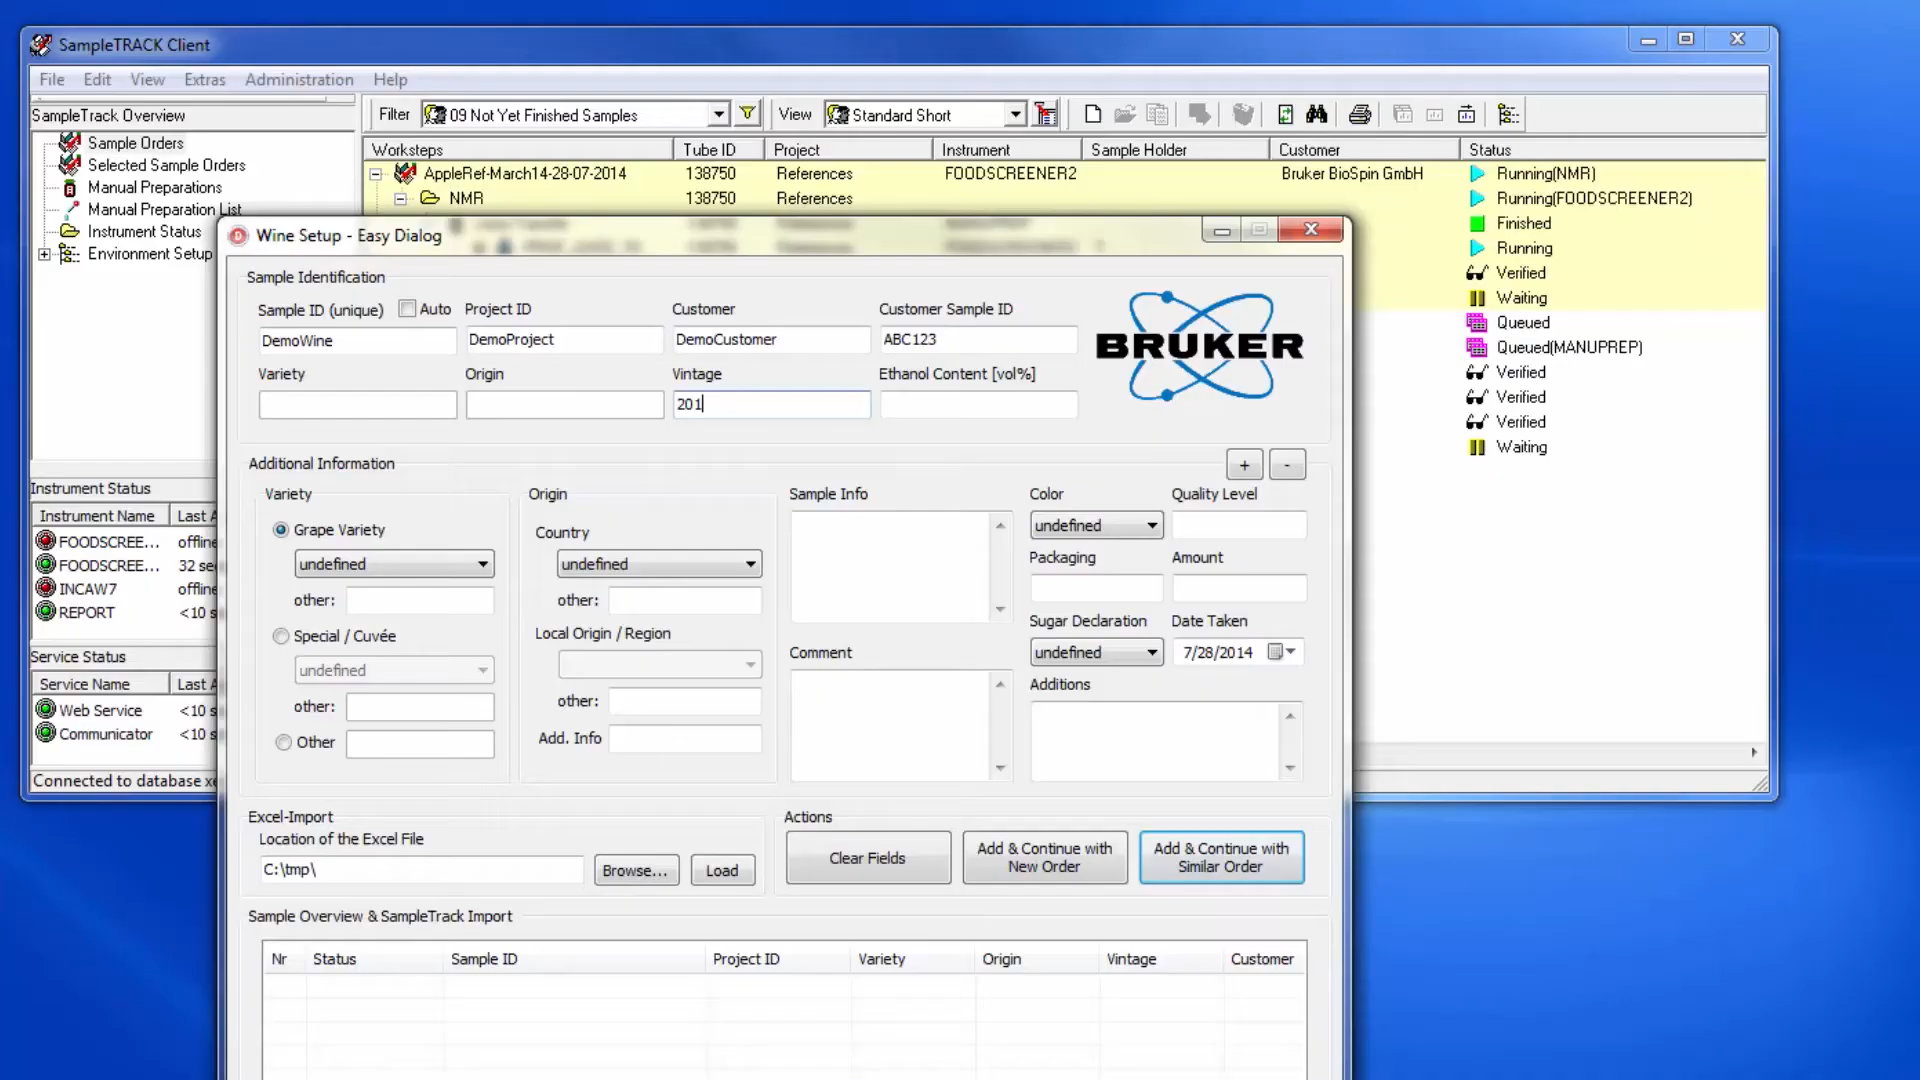 SampleTRACK Client
File Edit View Extras Administration Help
SampleTrack Overview
Filter 09 Not Yet Finished Samples View Standard Short
Sample Orders
Selected Sample Orders
Manual Preparations
Manual Preparation List
Instrument Status
Environment Setup
Worksteps Tube ID Project Instrument Sample Holder Customer Status
AppleRef-March14-28-07-2014 138750 References FOODSCREENER2 Bruker BioSpin GmbH Running(NMR)
NMR 138750 References Running(FOODSCREENER2)
Finished
Running
Verified
Waiting
Queued
Queued(MANUPREP)
Verified
Verified
Verified
Waiting
Instrument Status
Instrument Name Last A
FOODSCREE... offline
FOODSCREE... 32 sec
INCAW7 offline
REPORT <10 s
Service Status
Service Name Last A
Web Service <10 s
Communicator <10 s
Connected to database xe
Wine Setup - Easy Dialog
Sample Identification
Sample ID (unique) Auto Project ID Customer Customer Sample ID
DemoWine DemoProject DemoCustomer ABC123
BRUKER
Variety Origin Vintage Ethanol Content [vol%]
201
Additional Information + -
Variety
Grape Variety
undefined
other:
Special / Cuvée
undefined
other:
Other
Origin
Country
undefined
other:
Local Origin / Region
other:
Add. Info
Sample Info
Comment
Color Quality Level
undefined
Packaging Amount
Sugar Declaration Date Taken
undefined 7/28/2014
Additions
Excel-Import
Location of the Excel File
C:\tmp\ Browse... Load
Actions
Clear Fields
Add & Continue with
New Order
Add & Continue with
Similar Order
Sample Overview & SampleTrack Import
Nr Status Sample ID Project ID Variety Origin Vintage Customer